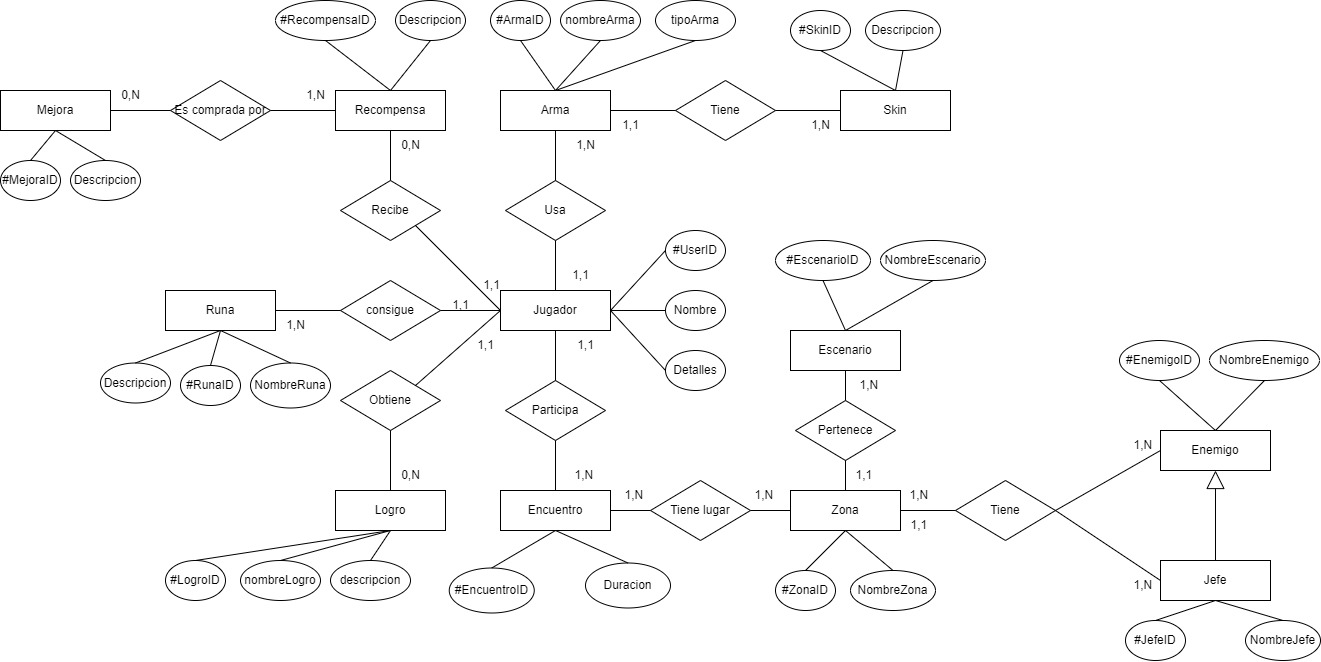 #RecompensaID
Descripcion
#ArmaID
nombreArma
tipoArma
#SkinID
Descripcion
Mejora
0,N
Es comprada por
1,N
Recompensa
Arma
1,1
Tiene
1,N
Skin
#MejoraID
Descripcion
0,N
1,N
Recibe
Usa
#UserID
#EscenarioID
NombreEscenario
1,1
1,1
Runa
1,N
consigue
1,1
Jugador
Nombre
1,1
1,1
Escenario
#EnemigoID
NombreEnemigo
Descripcion
#RunaID
NombreRuna
Detalles
1,N
Obtiene
Participa
Pertenece
1,N
Enemigo
0,N
1,N
1,1
Logro
Encuentro
1,N
Tiene lugar
1,N
Zona
1,N
1,1
Tiene
#LogroID
nombreLogro
descripcion
#EncuentroID
Duracion
#ZonaID
NombreZona
1,N
Jefe
#JefeID
NombreJefe